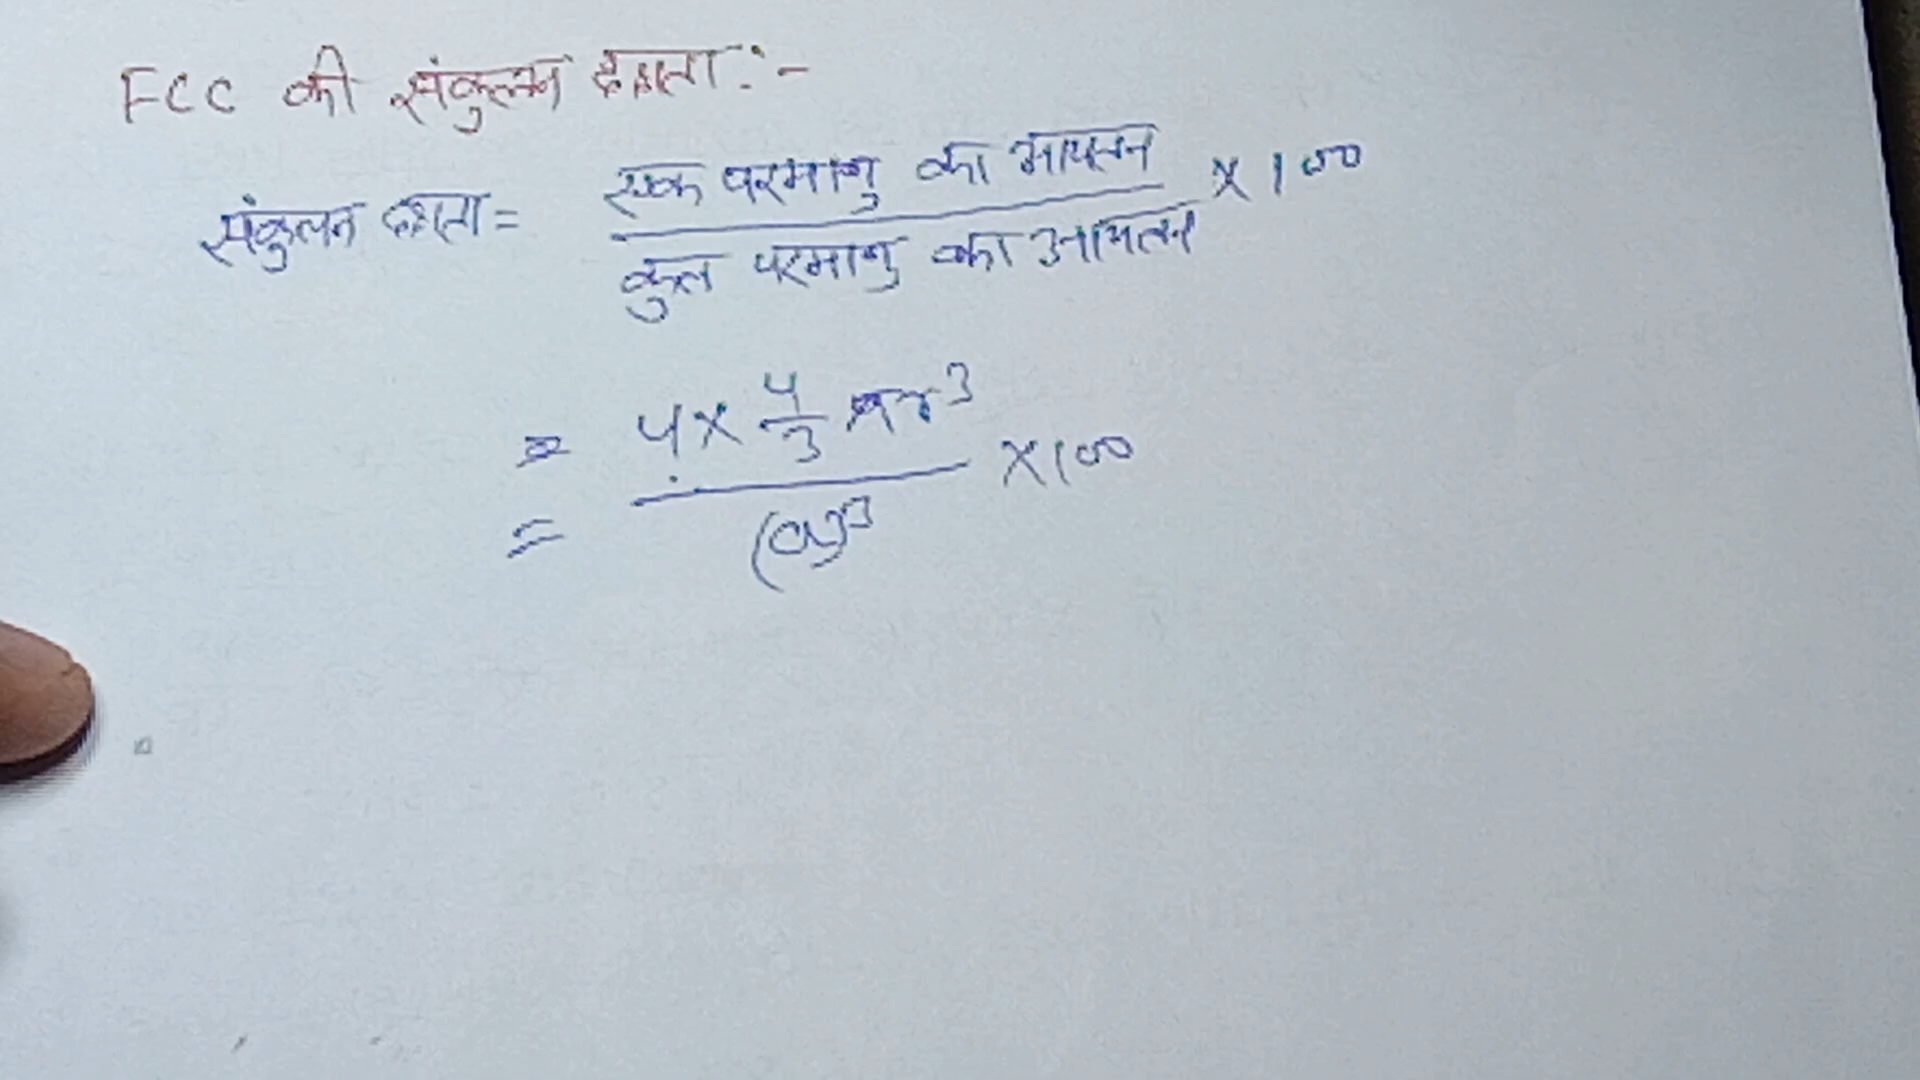 FCC की संकुलन क्षमता :-
संकुलन क्षमता = एक परमाणु का आयतन / कुल परमाणु का आयतन × 100
= 4 × 4/3 πr³ / (a)³ × 100
=